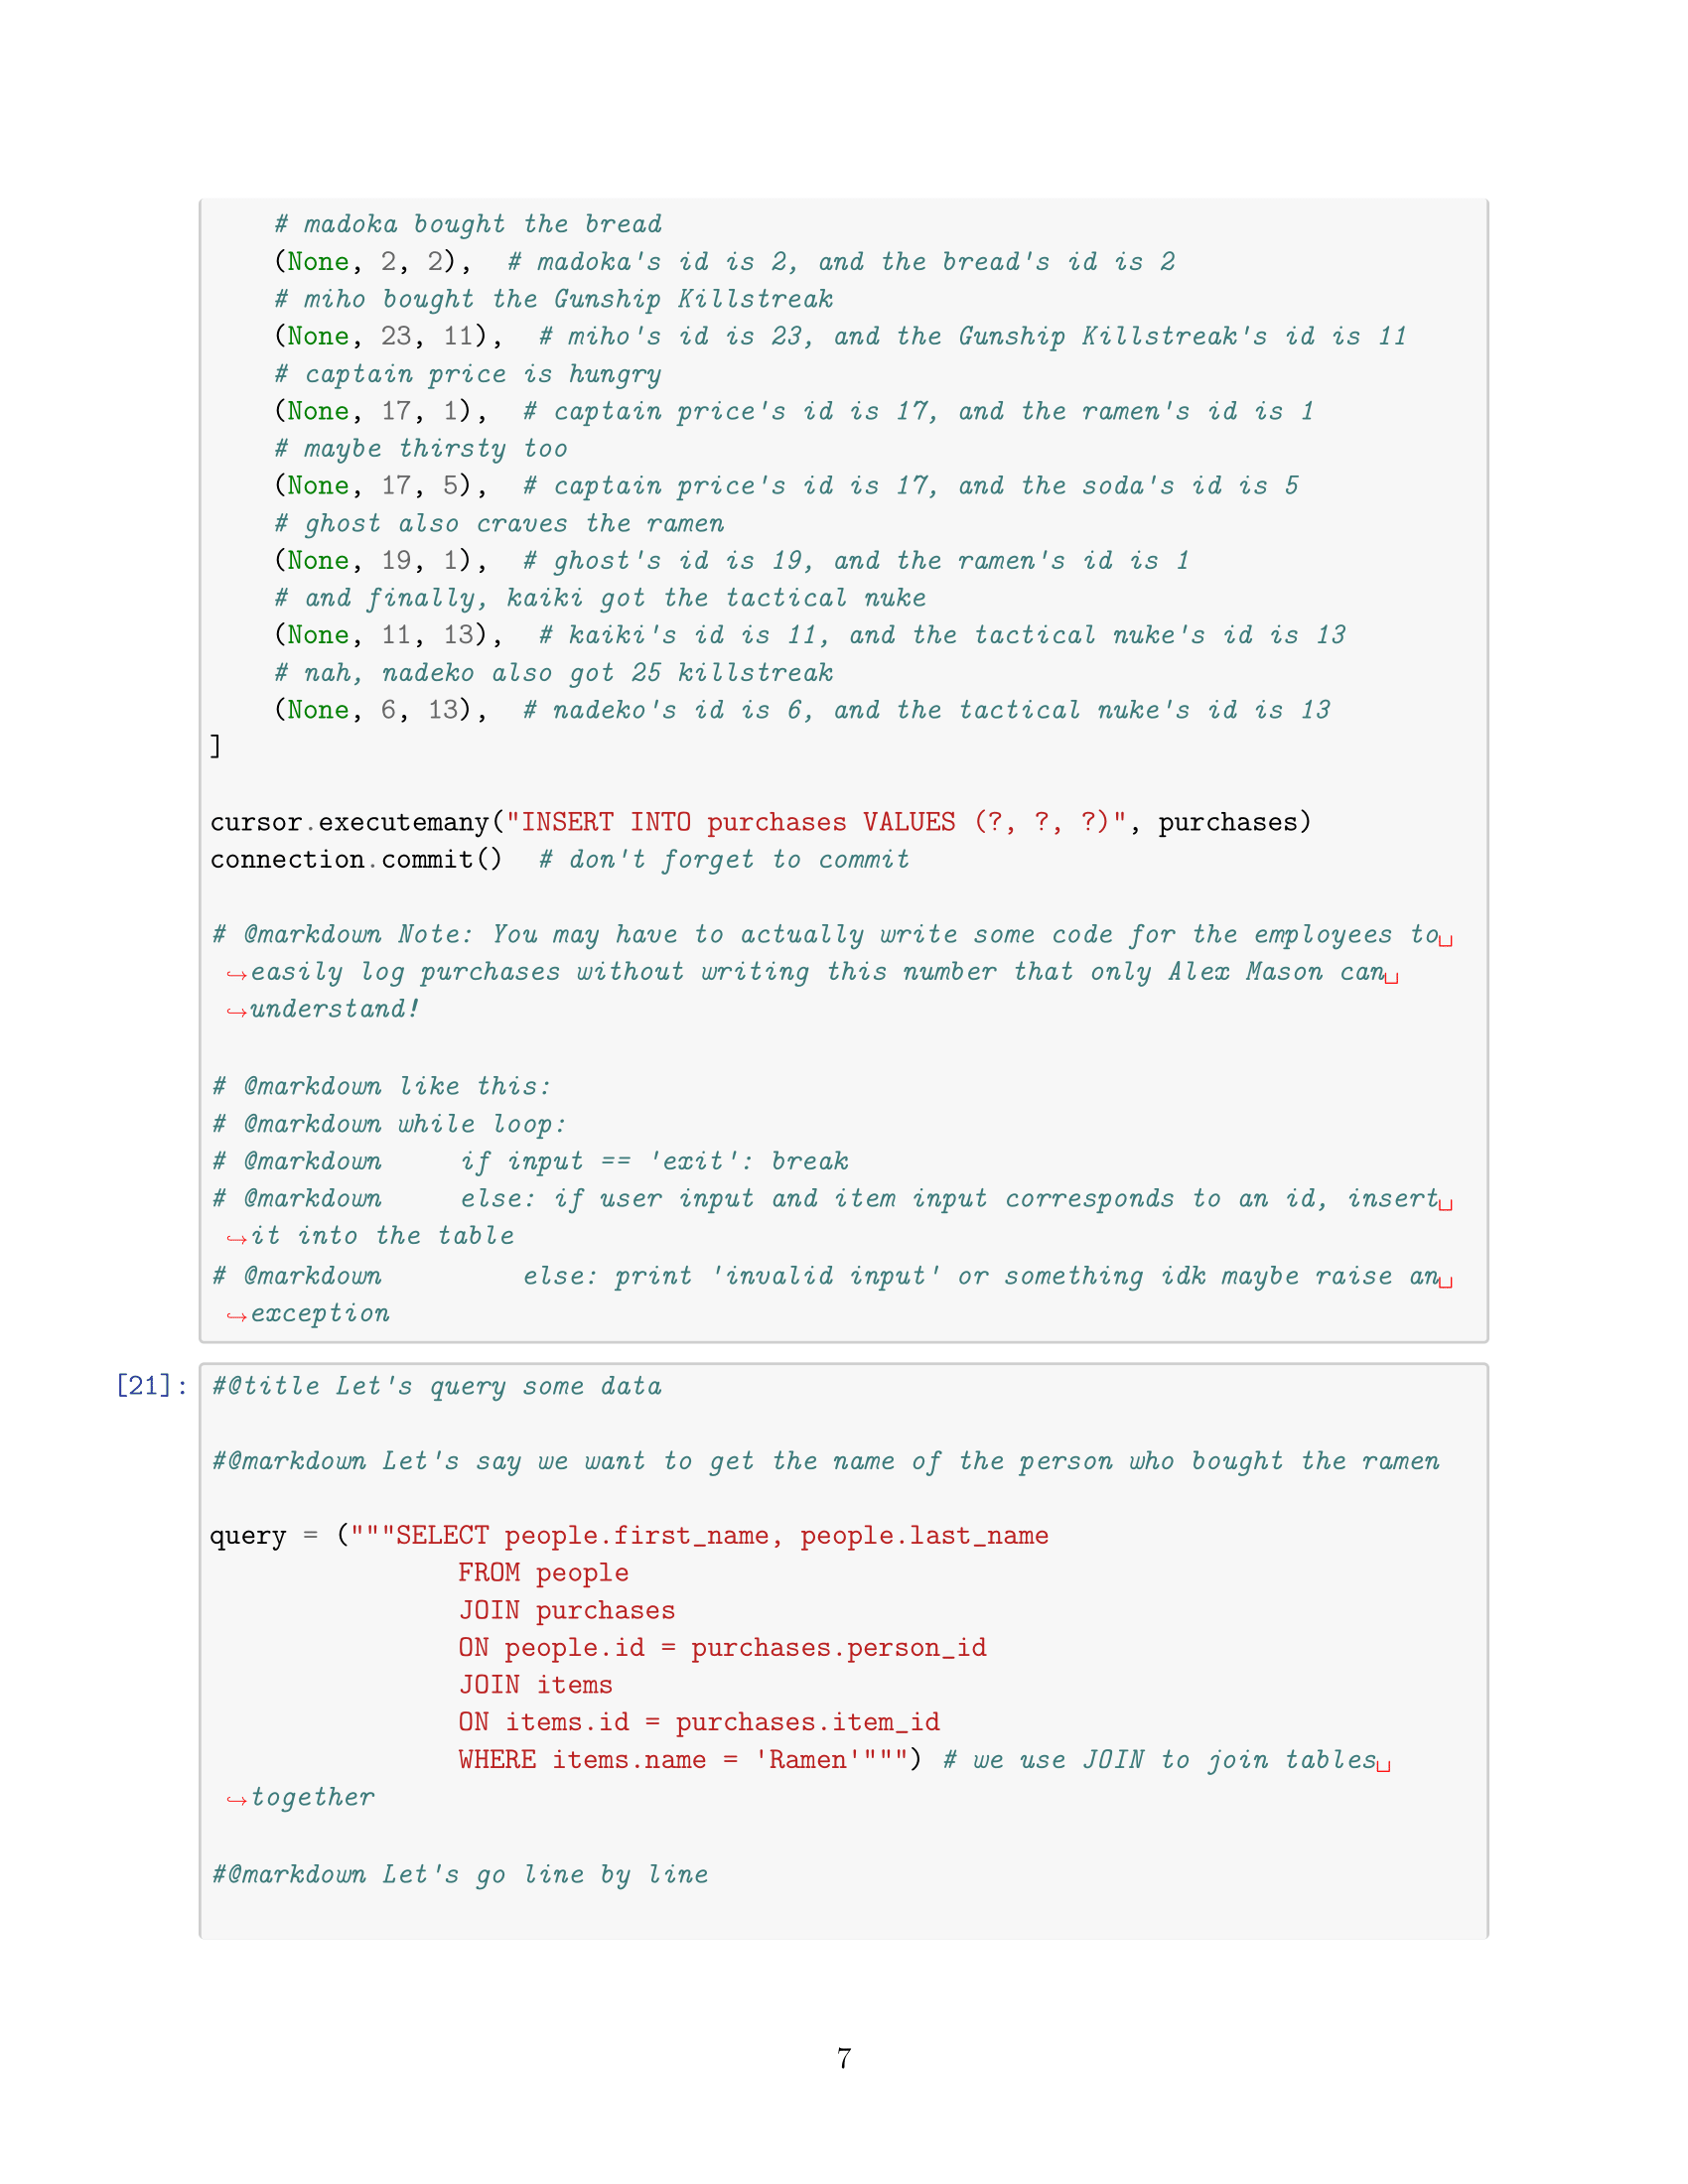 # madoka bought the bread
    (None, 2, 2),  # madoka's id is 2, and the bread's id is 2
    # miho bought the Gunship Killstreak
    (None, 23, 11),  # miho's id is 23, and the Gunship Killstreak's id is 11
    # captain price is hungry
    (None, 17, 1),  # captain price's id is 17, and the ramen's id is 1
    # maybe thirsty too
    (None, 17, 5),  # captain price's id is 17, and the soda's id is 5
    # ghost also craves the ramen
    (None, 19, 1),  # ghost's id is 19, and the ramen's id is 1
    # and finally, kaiki got the tactical nuke
    (None, 11, 13),  # kaiki's id is 11, and the tactical nuke's id is 13
    # nah, nadeko also got 25 killstreak
    (None, 6, 13),  # nadeko's id is 6, and the tactical nuke's id is 13
]

cursor.executemany("INSERT INTO purchases VALUES (?, ?, ?)", purchases)
connection.commit()  # don't forget to commit

# @markdown Note: You may have to actually write some code for the employees to␣
 ↪easily log purchases without writing this number that only Alex Mason can␣
 ↪understand!

# @markdown like this:
# @markdown while loop:
# @markdown     if input == 'exit': break
# @markdown     else: if user input and item input corresponds to an id, insert␣
 ↪it into the table
# @markdown         else: print 'invalid input' or something idk maybe raise an␣
 ↪exception

[21]: #@title Let's query some data

#@markdown Let's say we want to get the name of the person who bought the ramen

query = ("""SELECT people.first_name, people.last_name
                FROM people
                JOIN purchases
                ON people.id = purchases.person_id
                JOIN items
                ON items.id = purchases.item_id
                WHERE items.name = 'Ramen'""") # we use JOIN to join tables␣
 ↪together

#@markdown Let's go line by line

7